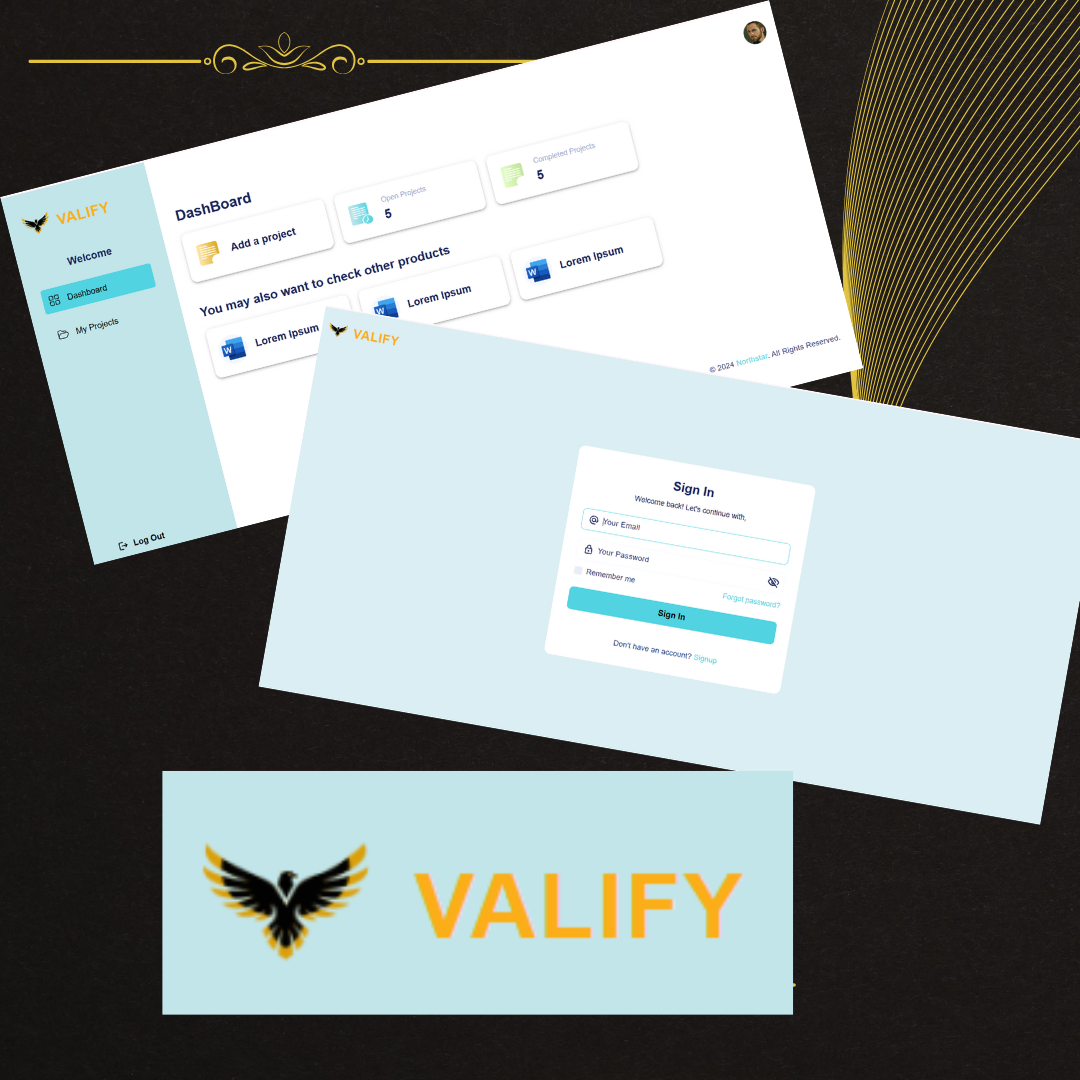 VALIFY
Welcome
Dashboard
My Projects
Log Out
DashBoard
Add a project
Open Projects
5
Completed Projects
5
You may also want to check other products
Lorem Ipsum
Lorem Ipsum
Lorem Ipsum
© 2024 Northstar. All Rights Reserved.
VALIFY
Sign In
Welcome back! Let's continue with,
Your Email
Your Password
Remember me
Forgot password?
Sign In
Don't have an account? Signup
VALIFY